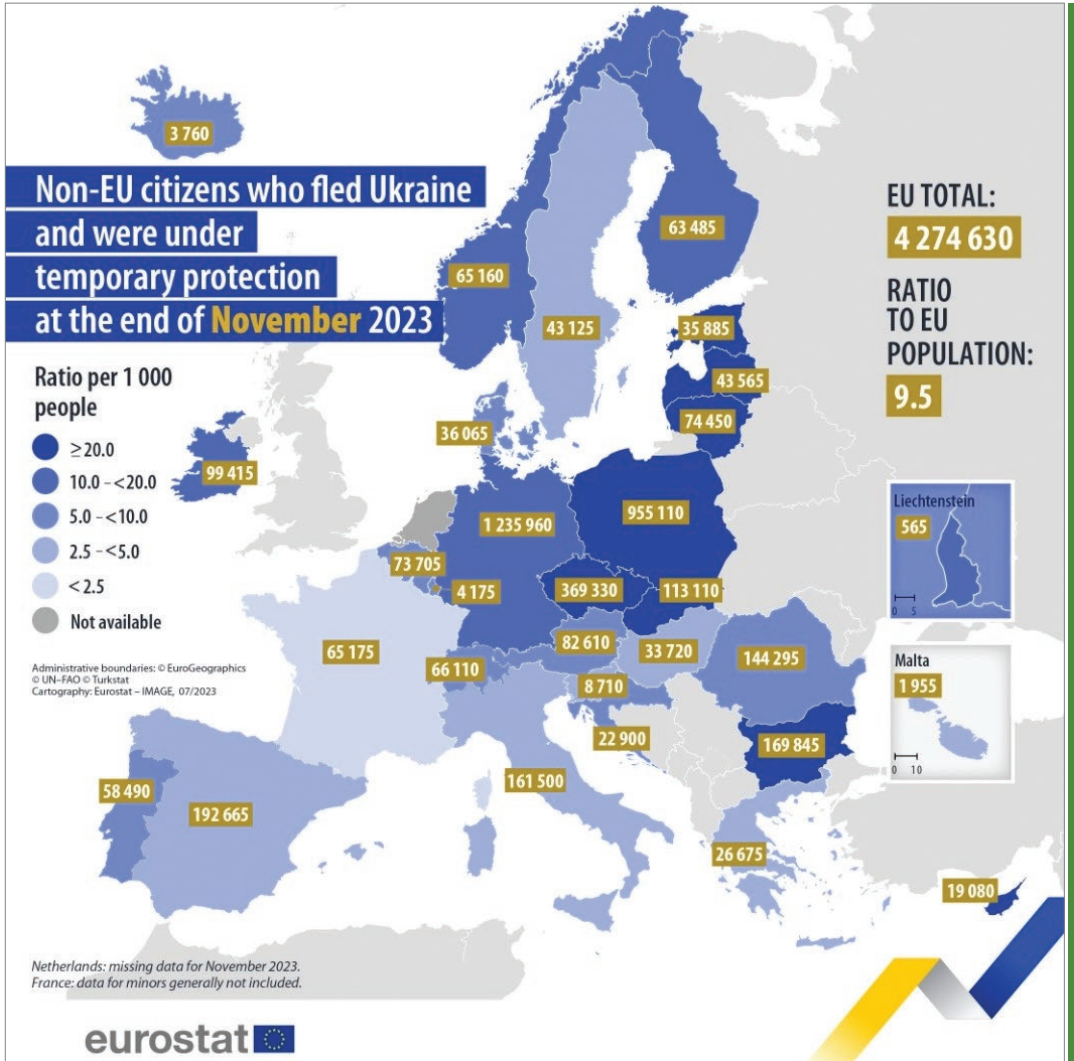 3 760
Non-EU citizens who fled Ukraine
and were under
temporary protection
at the end of November 2023
EU TOTAL:
4 274 630
RATIO
TO EU
POPULATION:
9.5
Ratio per 1 000
people
≥20.0
10.0 -<20.0
5.0 -<10.0
2.5 -<5.0
<2.5
Not available
Administrative boundaries: © EuroGeographics
© UN-FAO © Turkstat
Cartography: Eurostat – IMAGE, 07/2023
63 485
65 160
43 125
35 885
43 565
74 450
36 065
99 415
1 235 960
955 110
73 705
4 175
369 330
113 110
65 175
66 110
82 610
33 720
144 295
8 710
22 900
169 845
58 490
192 665
161 500
26 675
19 080
Liechtenstein
565
0 5
Malta
1 955
0 10
Netherlands: missing data for November 2023.
France: data for minors generally not included.
eurostat